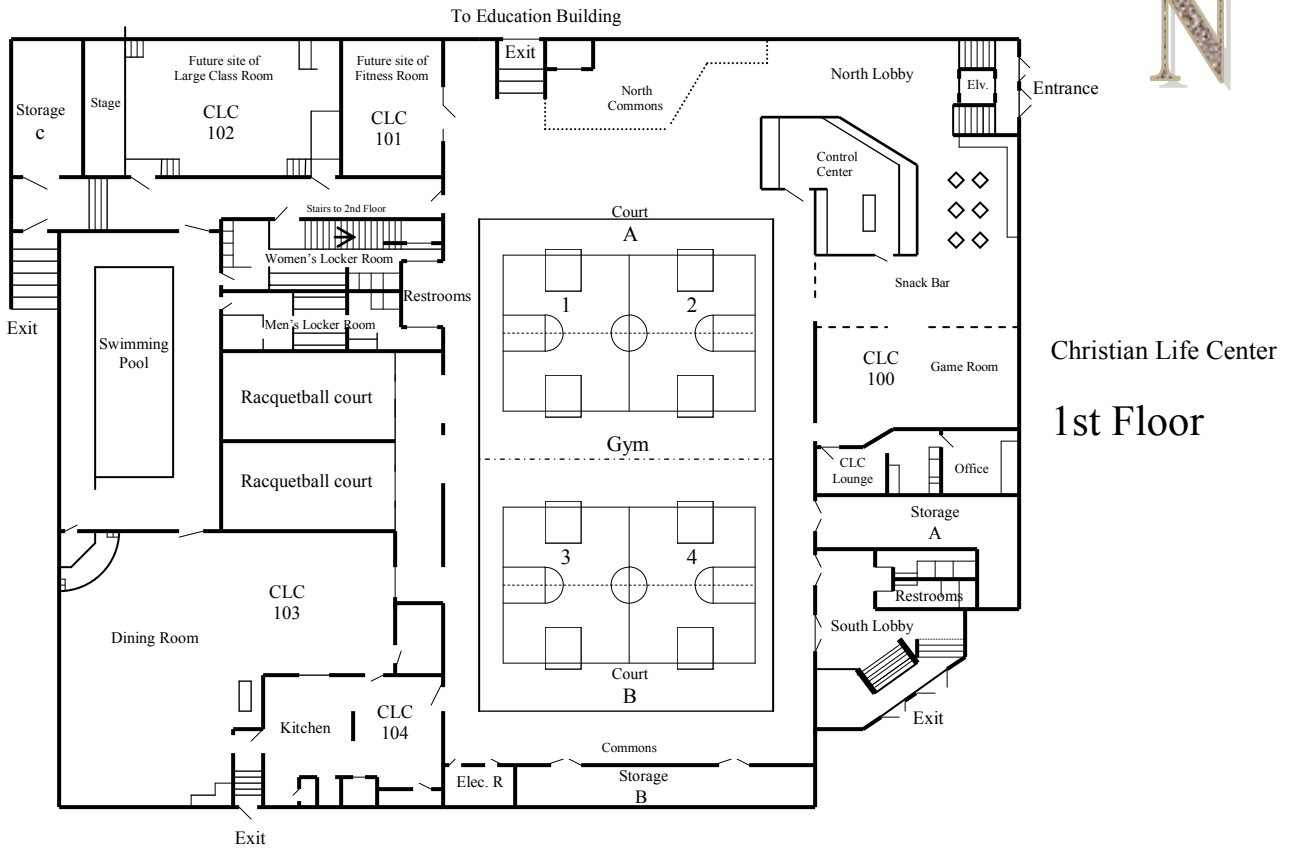 To Education Building
N
Exit
Future site of
Large Class Room
CLC
102
Future site of
Fitness Room
CLC
101
Storage
c
Stage
North
Commons
North Lobby
Elv.
Entrance
Control
Center
Stairs to 2nd Floor
Court
A
Women's Locker Room
Restrooms
Men's Locker Room
1
2
Snack Bar
Exit
Swimming
Pool
CLC
100
Game Room
Christian Life Center
1st Floor
Racquetball court
Gym
Racquetball court
CLC
Lounge
Office
Storage
A
3
4
CLC
103
Restrooms
Dining Room
South Lobby
Court
B
Kitchen
CLC
104
Exit
Commons
Elec. R
Storage
B
Exit